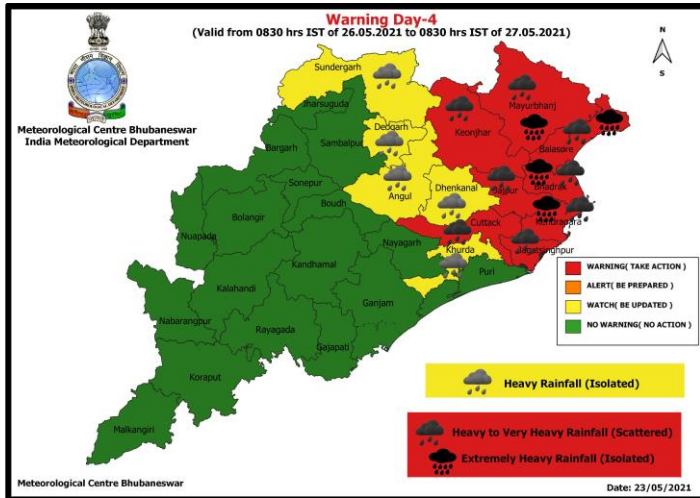 Warning Day-4
(Valid from 0830 hrs IST of 26.05.2021 to 0830 hrs IST of 27.05.2021)
N
S
Meteorological Centre Bhubaneswar
India Meteorological Department
Sundergarh
Jharsuguda
Mayurbhanj
Keonjhar
Deogarh
Sambalpur
Bargarh
Balasore
Sonepur
Angul
Dhenkanal
Jajpur
Bhadrak
Boudh
Bolangir
Cuttack
Kendrapara
Nuapada
Nayagarh
Khurda
Jagatsinghpur
Kandhamal
Puri
Kalahandi
Ganjam
Nabarangpur
Rayagada
Gajapati
Koraput
Malkangiri
WARNING( TAKE ACTION )
ALERT( BE PREPARED )
WATCH( BE UPDATED )
NO WARNING( NO ACTION )
Heavy Rainfall (Isolated)
Heavy to Very Heavy Rainfall (Scattered)
Extremely Heavy Rainfall (Isolated)
Meteorological Centre Bhubaneswar
Date: 23/05/2021